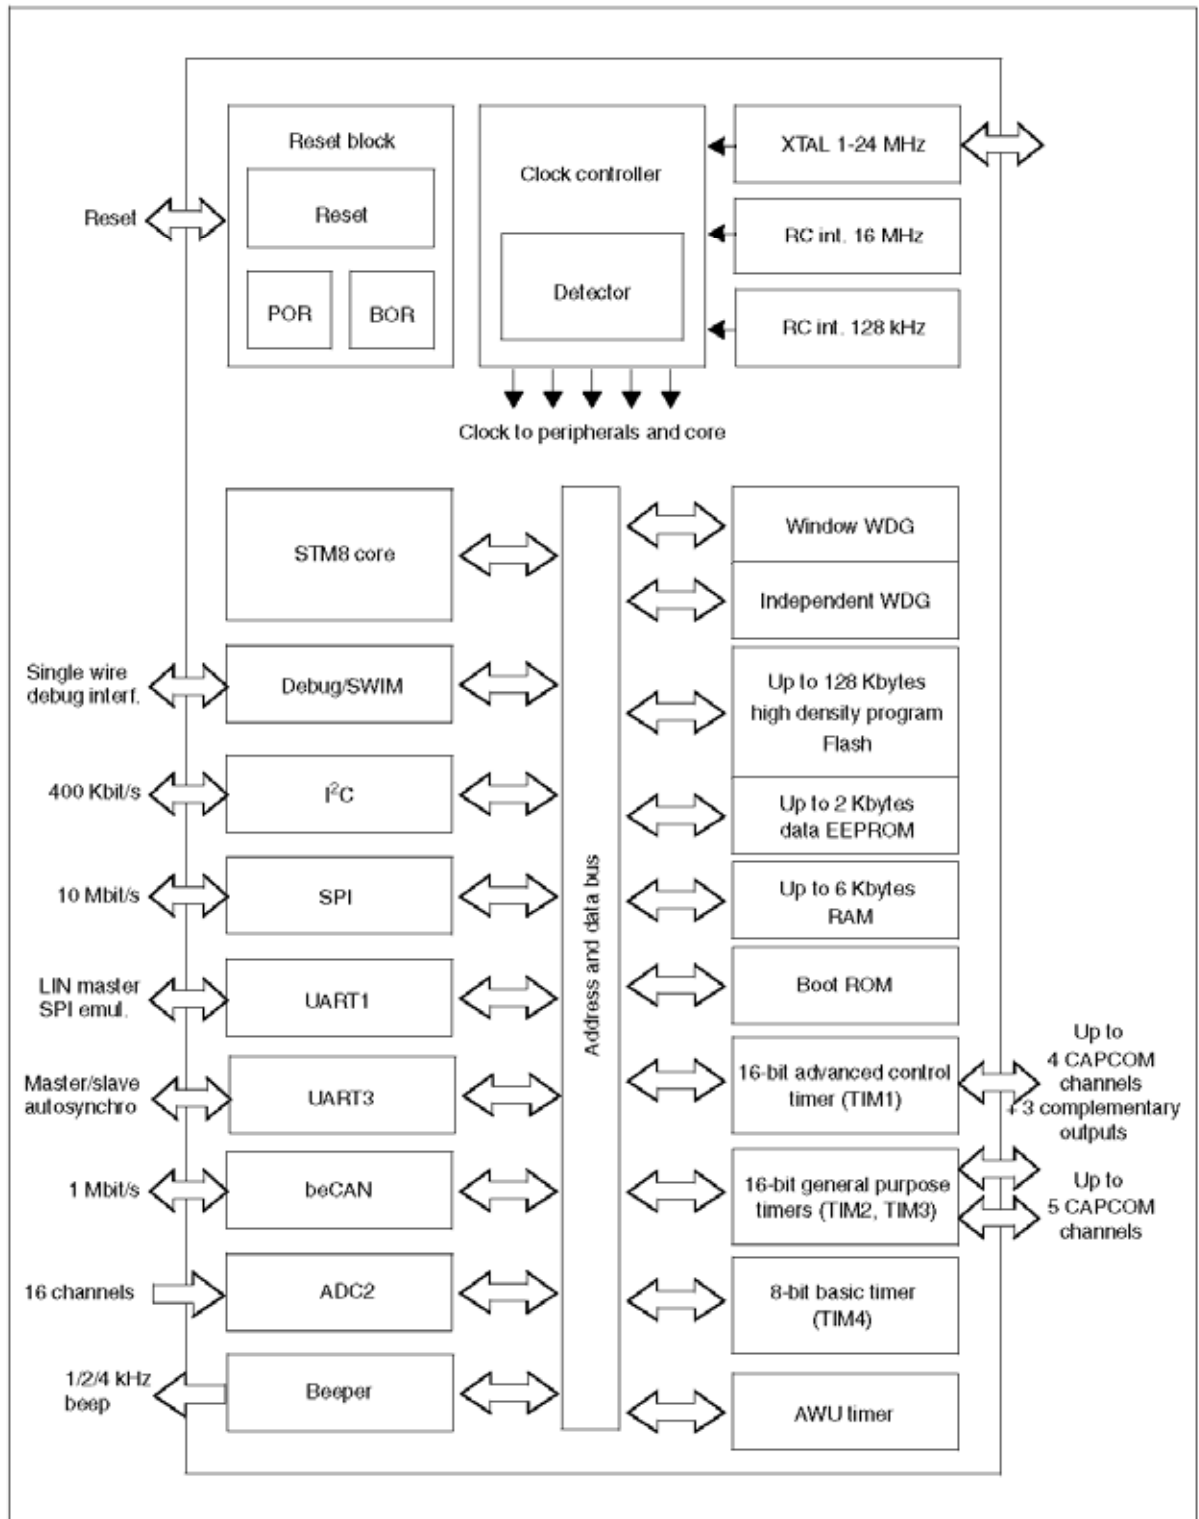 Reset block
Reset
POR
BOR
Reset
Clock controller
Detector
XTAL 1-24 MHz
RC int. 16 MHz
RC int. 128 kHz
Clock to peripherals and core
STM8 core
Single wire
debug interf.
Debug/SWIM
400 Kbit/s
I²C
10 Mbit/s
SPI
LIN master
SPI emul.
UART1
Master/slave
autosynchro
UART3
1 Mbit/s
beCAN
16 channels
ADC2
1/2/4 kHz
beep
Beeper
Address and data bus
Window WDG
Independent WDG
Up to 128 Kbytes
high density program
Flash
Up to 2 Kbytes
data EEPROM
Up to 6 Kbytes
RAM
Boot ROM
16-bit advanced control
timer (TIM1)
Up to
4 CAPCOM
channels
+ 3 complementary
outputs
16-bit general purpose
timers (TIM2, TIM3)
Up to
5 CAPCOM
channels
8-bit basic timer
(TIM4)
AWU timer